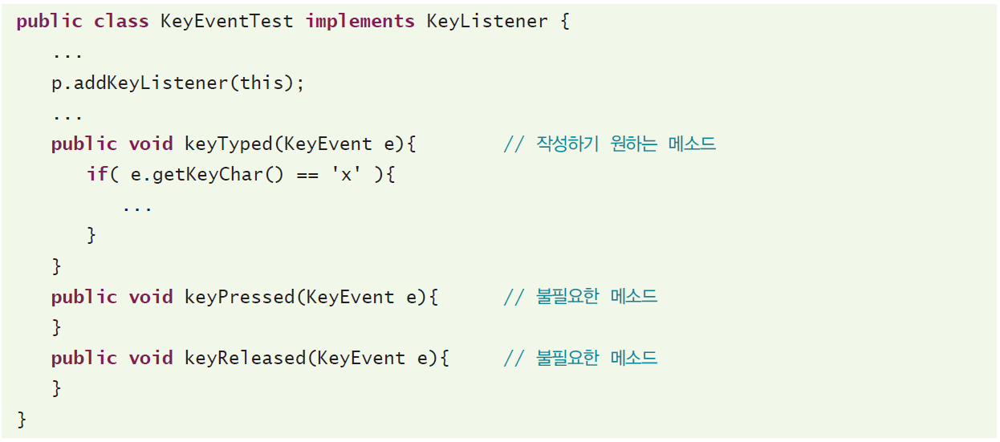 public class KeyEventTest implements KeyListener {
...
p.addKeyListener(this);
...
public void keyTyped(KeyEvent e){ // 작성하기 원하는 메소드
if( e.getKeyChar() == 'x' ){
...
}
}
public void keyPressed(KeyEvent e){ // 불필요한 메소드
}
public void keyReleased(KeyEvent e){ // 불필요한 메소드
}
}